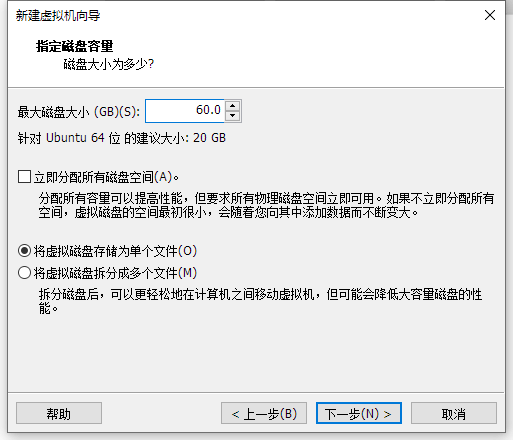 新建虚拟机向导
指定磁盘容量
磁盘大小为多少?
最大磁盘大小 (GB)(S): 60.0
针对 Ubuntu 64 位 的建议大小: 20 GB
立即分配所有磁盘空间(A)。
分配所有容量可以提高性能，但要求所有物理磁盘空间立即可用。如果不立即分配所有
空间，虚拟磁盘的空间最初很小，会随着您向其中添加数据而不断变大。
将虚拟磁盘存储为单个文件(O)
将虚拟磁盘拆分成多个文件(M)
拆分磁盘后，可以更轻松地在计算机之间移动虚拟机，但可能会降低大容量磁盘的性
能。
帮助 < 上一步(B) 下一步(N) > 取消